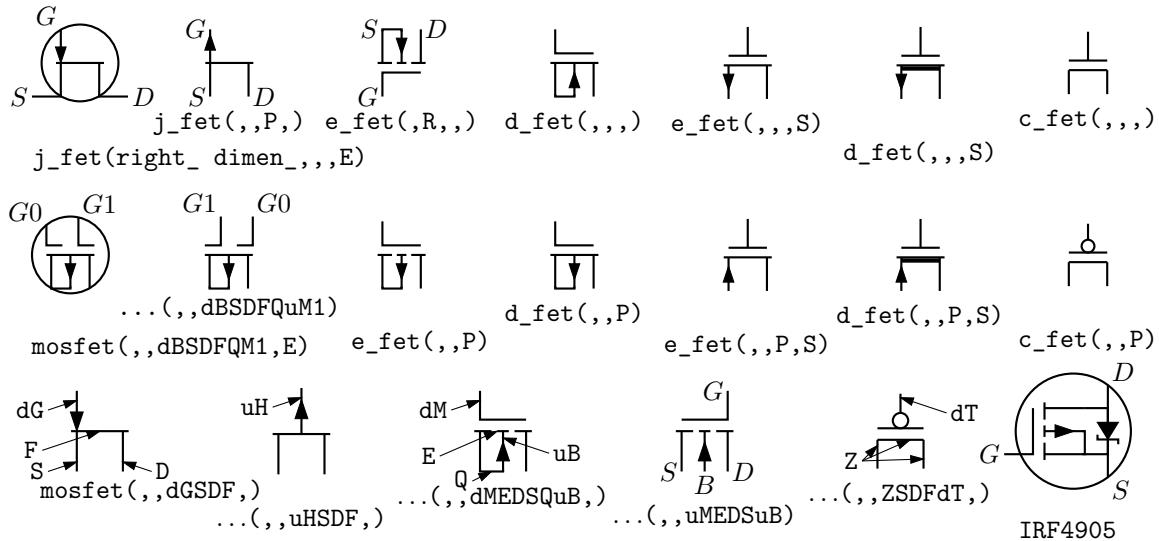 G G S D
S D S D G
j_fet(,,P,) e_fet(,R,,) d_fet(,,,) e_fet(,,,S) c_fet(,,,)
j_fet(right_ dimen_,,,E) d_fet(,,,S)
G0 G1 G1 G0
...(,,dBSDFQuM1) d_fet(,,P) d_fet(,,P,S)
mosfet(,,dBSDFQM1,E) e_fet(,,P) e_fet(,,P,S) c_fet(,,P)
dG uH dM G dT D
F E uB Z G
S D Q S B D S
mosfet(,,dGSDF,) ...(,,dMEDSQuB,) ...(,,ZSDFdT,)
...(,,uHSDF,) ...(,,uMEDSuB)
IRF4905